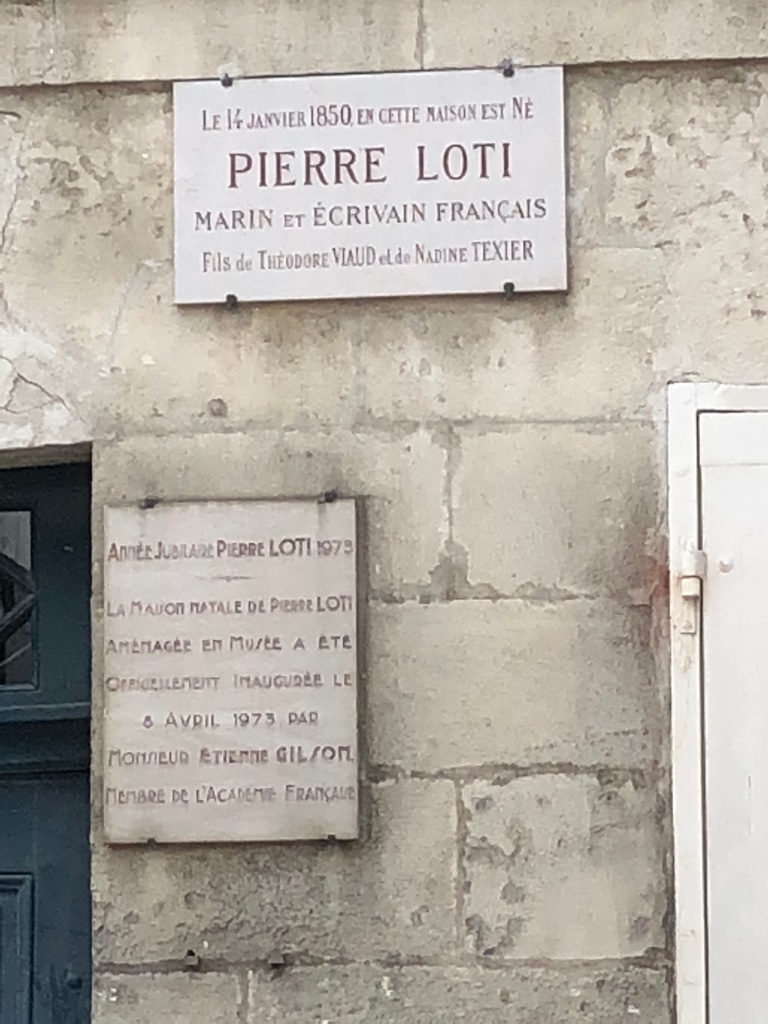 Le 14 JANVIER 1850, EN CETTE MAISON EST NÉ
PIERRE LOTI
MARIN ET ÉCRIVAIN FRANÇAIS
Fils de THÉODORE VIAUD et de NADINE TEXIER
ANNÉE JUBILAIRE PIERRE LOTI 1973
LA MAISON NATALE DE PIERRE LOTI
AMÉNAGÉE EN MUSÉE A ÉTÉ
OFFICIELLEMENT INAUGURÉE LE
8 AVRIL 1973 PAR
MONSIEUR ETIENNE GILSON,
MEMBRE DE L'ACADÉMIE FRANÇAISE